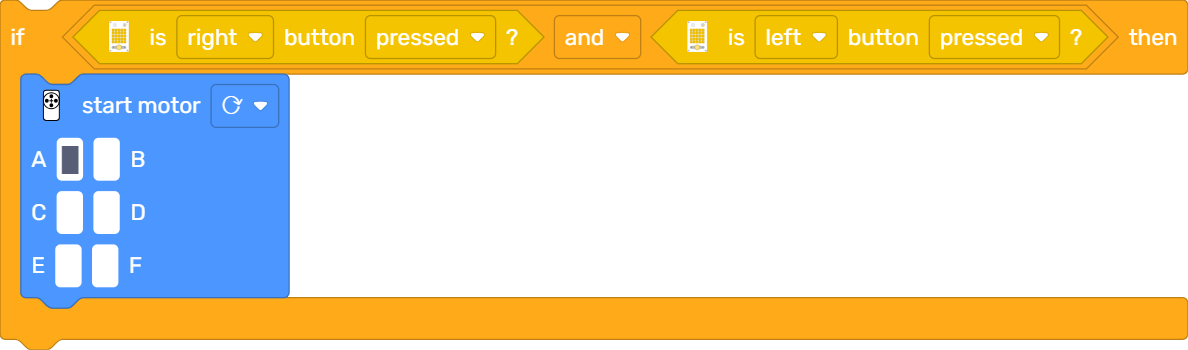 if is right button pressed ? and is left button pressed ? then
start motor
A B
C D
E F